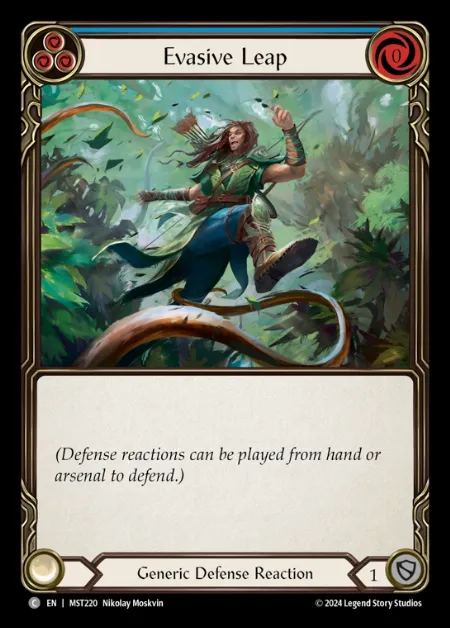 Evasive Leap
0
(Defense reactions can be played from hand or
arsenal to defend.)
Generic Defense Reaction
1
C EN | MST220 Nikolay Moskvin
© 2024 Legend Story Studios